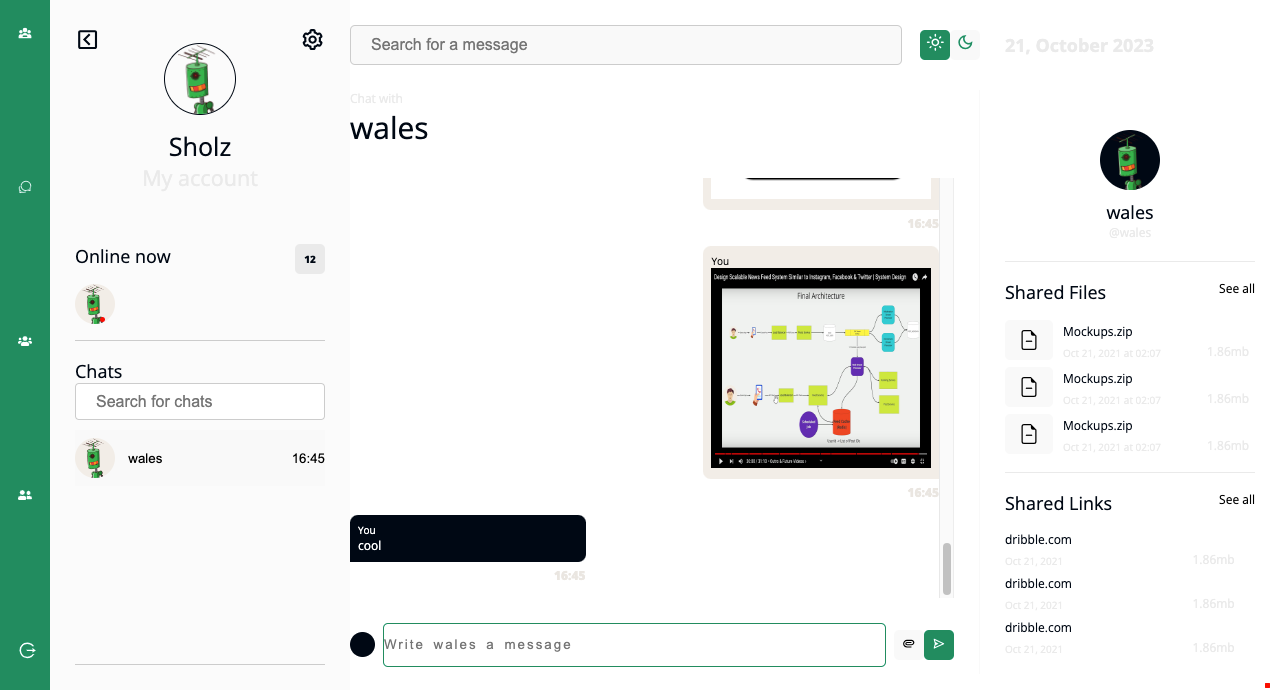 Search for a message
21, October 2023
Sholz
My account
Online now
12
Chats
Search for chats
wales
16:45
Chat with
wales
16:45
You
Design Scalable News Feed System Similar to Instagram, Facebook & Twitter | System Design
Final Architecture
16:45
You
cool
16:45
Write wales a message
wales
@wales
Shared Files
See all
Mockups.zip
Oct 21, 2021 at 02:07
1.86mb
Mockups.zip
Oct 21, 2021 at 02:07
1.86mb
Mockups.zip
Oct 21, 2021 at 02:07
1.86mb
Shared Links
See all
dribble.com
Oct 21, 2021
1.86mb
dribble.com
Oct 21, 2021
1.86mb
dribble.com
Oct 21, 2021
1.86mb